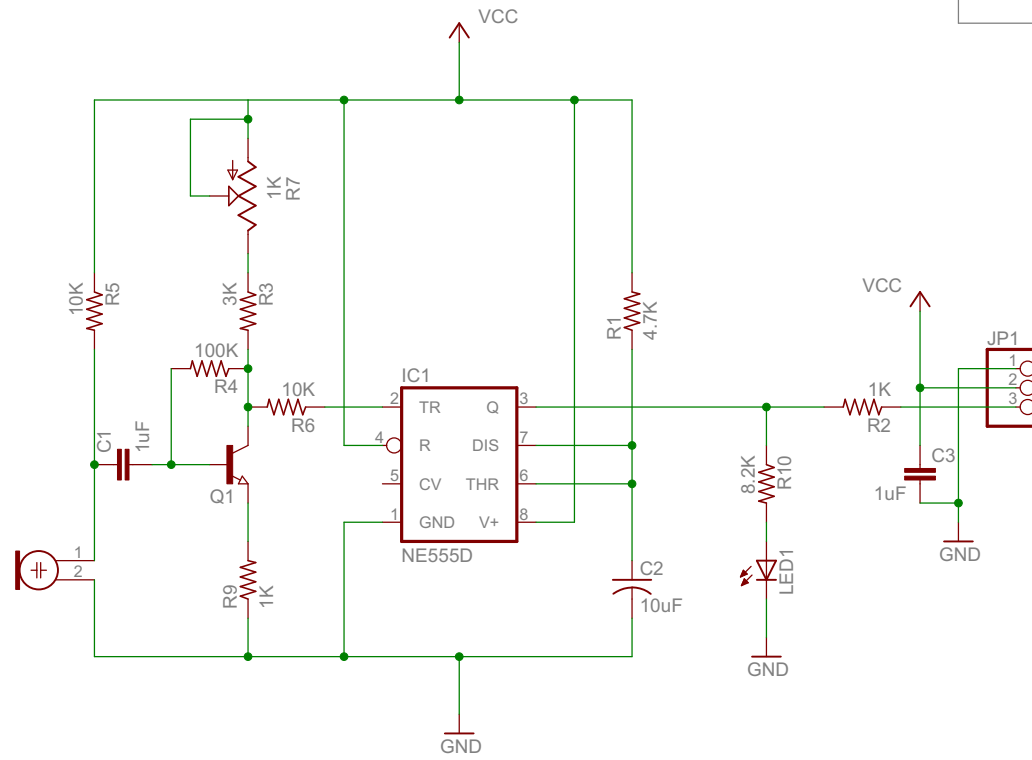 VCC
1K
R7
10K
R5
3K
R3
100K
R4
10K
R6
C1
1uF
Q1
1
2
R9
1K
IC1
2
TR
4
R
5
CV
1
GND
Q
3
DIS
7
THR
6
V+
8
NE555D
R1
4.7K
C2
10uF
GND
8.2K
R10
LED1
GND
1K
R2
VCC
C3
1uF
GND
JP1
1
2
3